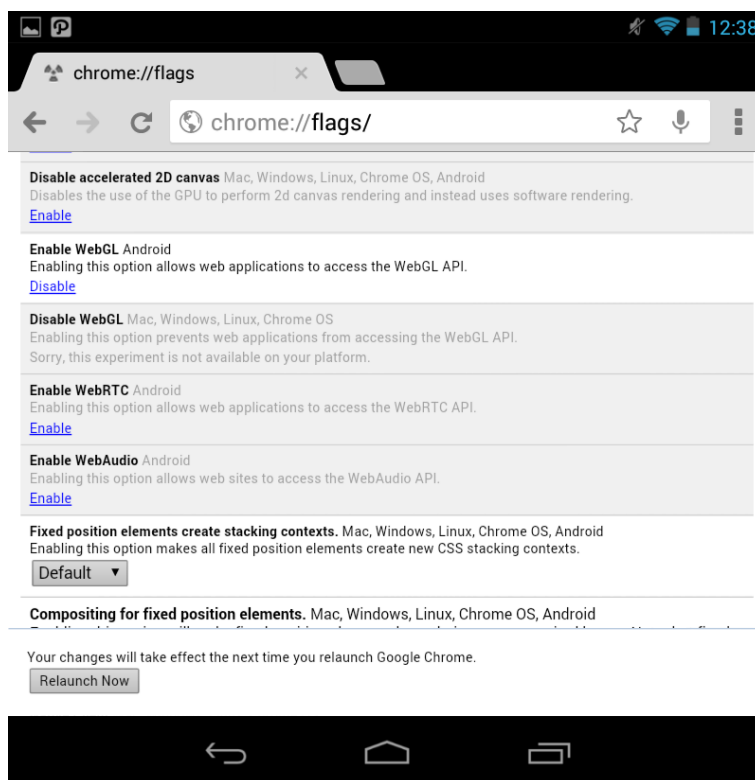 12:38
chrome://flags
chrome://flags/
Disable accelerated 2D canvas Mac, Windows, Linux, Chrome OS, Android
Disables the use of the GPU to perform 2d canvas rendering and instead uses software rendering.
Enable
Enable WebGL Android
Enabling this option allows web applications to access the WebGL API.
Disable
Disable WebGL Mac, Windows, Linux, Chrome OS
Enabling this option prevents web applications from accessing the WebGL API.
Sorry, this experiment is not available on your platform.
Enable WebRTC Android
Enabling this option allows web applications to access the WebRTC API.
Enable
Enable WebAudio Android
Enabling this option allows web sites to access the WebAudio API.
Enable
Fixed position elements create stacking contexts. Mac, Windows, Linux, Chrome OS, Android
Enabling this option makes all fixed position elements create new CSS stacking contexts.
Default
Compositing for fixed position elements. Mac, Windows, Linux, Chrome OS, Android
Your changes will take effect the next time you relaunch Google Chrome.
Relaunch Now